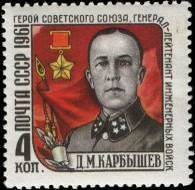 ГЕРОЙ СОВЕТСКОГО СОЮЗА, ГЕНЕРАЛ-ЛЕЙТЕНАНТ ИНЖЕНЕРНЫХ ВОЙСК
ПОЧТА СССР 1961
4 КОП.
Д.М.КАРБЫШЕВ